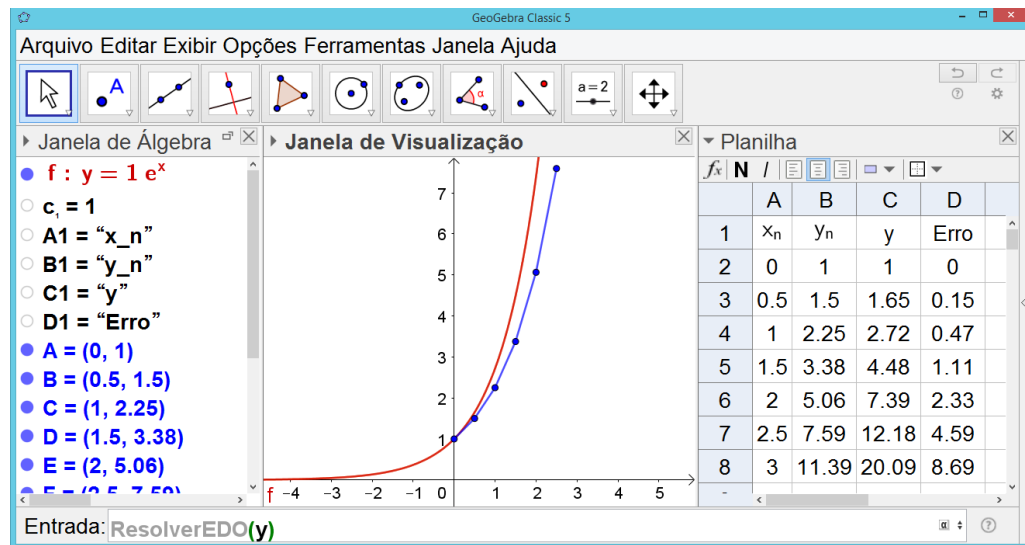 GeoGebra Classic 5
Arquivo Editar Exibir Opções Ferramentas Janela Ajuda
A
α
a=2
Janela de Álgebra
f : y = 1 eˣ
c₁ = 1
A1 = “x_n”
B1 = “y_n”
C1 = “y”
D1 = “Erro”
A = (0, 1)
B = (0.5, 1.5)
C = (1, 2.25)
D = (1.5, 3.38)
E = (2, 5.06)
F = (2.5, 7.59)
Janela de Visualização
7
6
5
4
3
2
1
f -4 -3 -2 -1 0 1 2 3 4 5
Planilha
fx N I
A B C D
1 xₙ yₙ y Erro
2 0 1 1 0
3 0.5 1.5 1.65 0.15
4 1 2.25 2.72 0.47
5 1.5 3.38 4.48 1.11
6 2 5.06 7.39 2.33
7 2.5 7.59 12.18 4.59
8 3 11.39 20.09 8.69
Entrada: ResolverEDO(y)
α